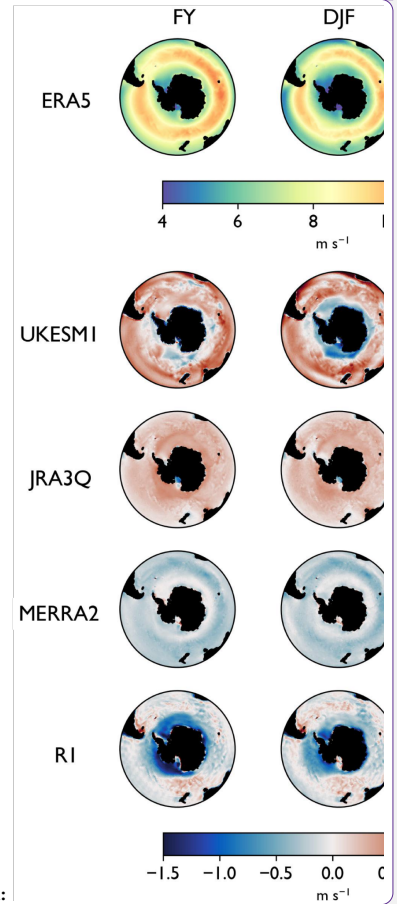 FY DJF
ERA5
4 6 8
m s⁻¹
UKESM1
JRA3Q
MERRA2
R1
−1.5 −1.0 −0.5 0.0
m s⁻¹
: